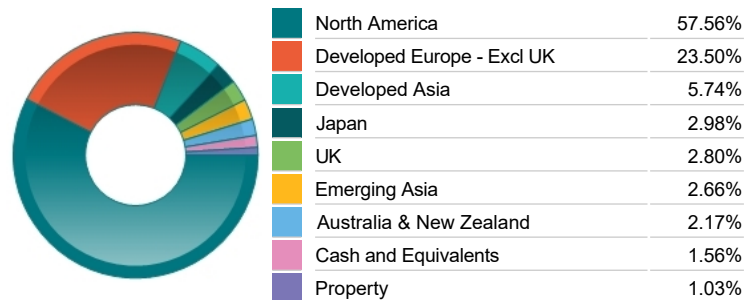 North America 57.56%
Developed Europe - Excl UK 23.50%
Developed Asia 5.74%
Japan 2.98%
UK 2.80%
Emerging Asia 2.66%
Australia & New Zealand 2.17%
Cash and Equivalents 1.56%
Property 1.03%